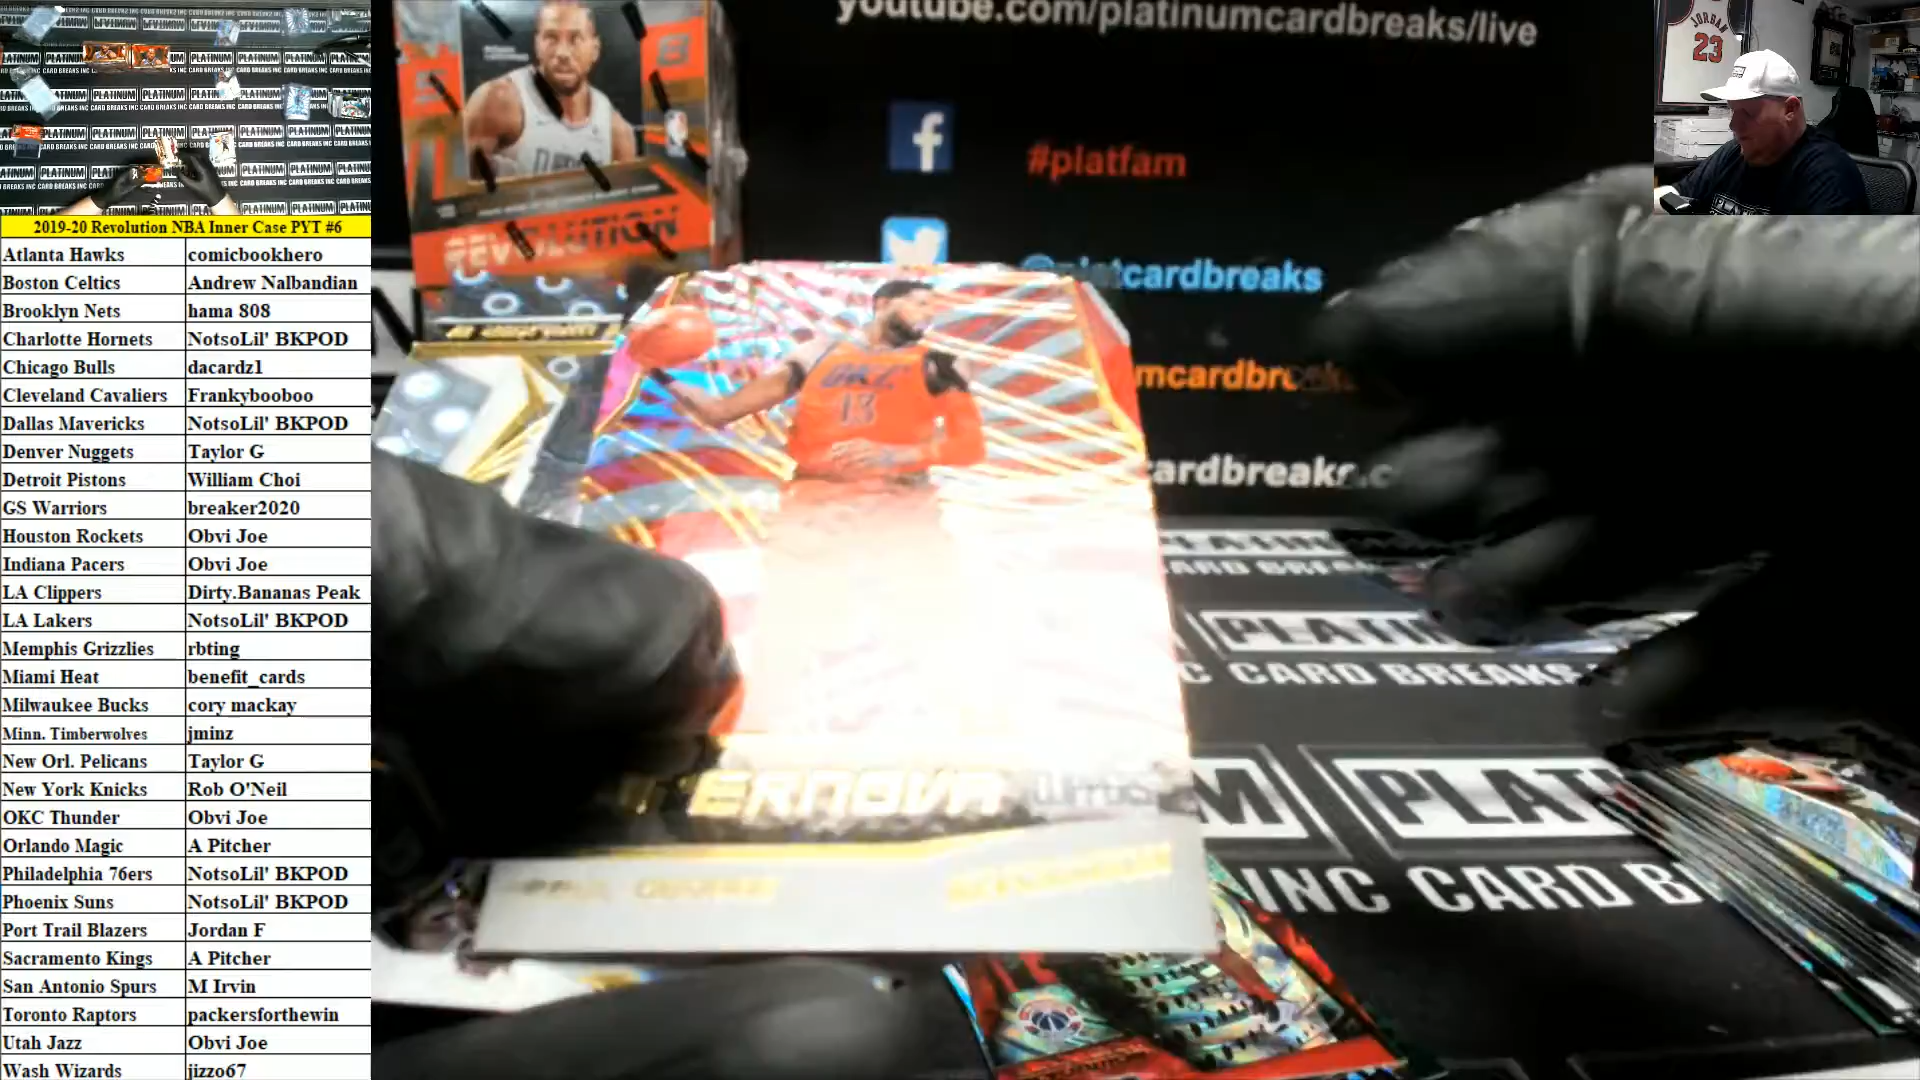 youtube.com/platinumcardbreaks/live
#platfam
cardbreaks
JORDAN
23
REVOLUTION
OKC
13
ERNOVA
PLATINUM
CARD BREAKS
PLAT
INC CARD B
2019-20 Revolution NBA Inner Case PYT #6
Atlanta Hawks comicbookhero
Boston Celtics Andrew Nalbandian
Brooklyn Nets hama 808
Charlotte Hornets NotsoLil' BKPOD
Chicago Bulls dacardz1
Cleveland Cavaliers Frankybooboo
Dallas Mavericks NotsoLil' BKPOD
Denver Nuggets Taylor G
Detroit Pistons William Choi
GS Warriors breaker2020
Houston Rockets Obvi Joe
Indiana Pacers Obvi Joe
LA Clippers Dirty.Bananas Peak
LA Lakers NotsoLil' BKPOD
Memphis Grizzlies rbting
Miami Heat benefit_cards
Milwaukee Bucks cory mackay
Minn. Timberwolves jminz
New Orl. Pelicans Taylor G
New York Knicks Rob O'Neil
OKC Thunder Obvi Joe
Orlando Magic A Pitcher
Philadelphia 76ers NotsoLil' BKPOD
Phoenix Suns NotsoLil' BKPOD
Port Trail Blazers Jordan F
Sacramento Kings A Pitcher
San Antonio Spurs M Irvin
Toronto Raptors packersforthewin
Utah Jazz Obvi Joe
Wash Wizards jizzo67